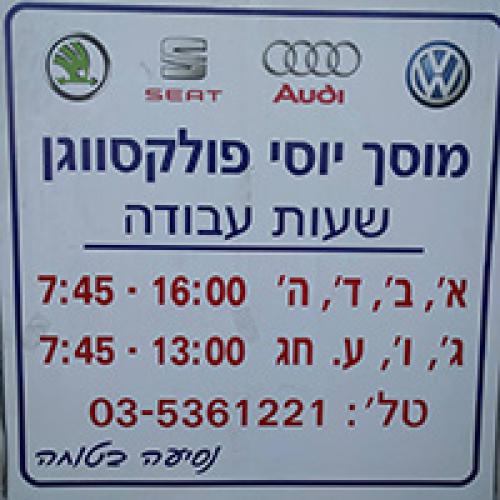 SEAT Audi
מוסך יוסי פולקסווגן
שעות עבודה
א', ב', ד', ה' 16:00 - 7:45
ג', ו', ע. חג 13:00 - 7:45
טל': 03-5361221
נסיעה בטוחה